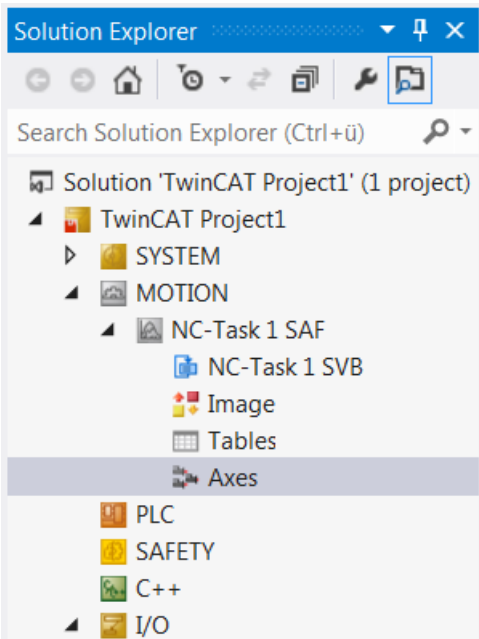 Solution Explorer
Search Solution Explorer (Ctrl+ü)
Solution 'TwinCAT Project1' (1 project)
TwinCAT Project1
SYSTEM
MOTION
NC-Task 1 SAF
NC-Task 1 SVB
Image
Tables
Axes
PLC
SAFETY
C++
I/O